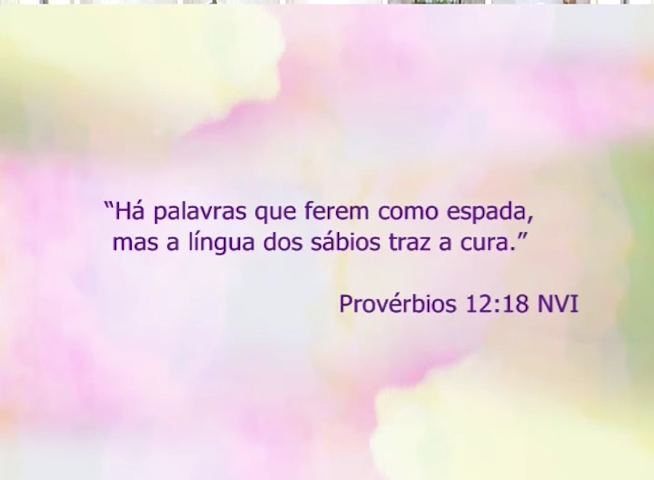 “Há palavras que ferem como espada,
mas a língua dos sábios traz a cura.”
Provérbios 12:18 NVI